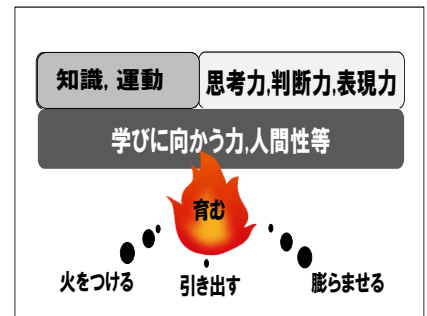 知識, 運動
思考力,判断力,表現力
学びに向かう力,人間性等
育む
火をつける
引き出す
膨らませる